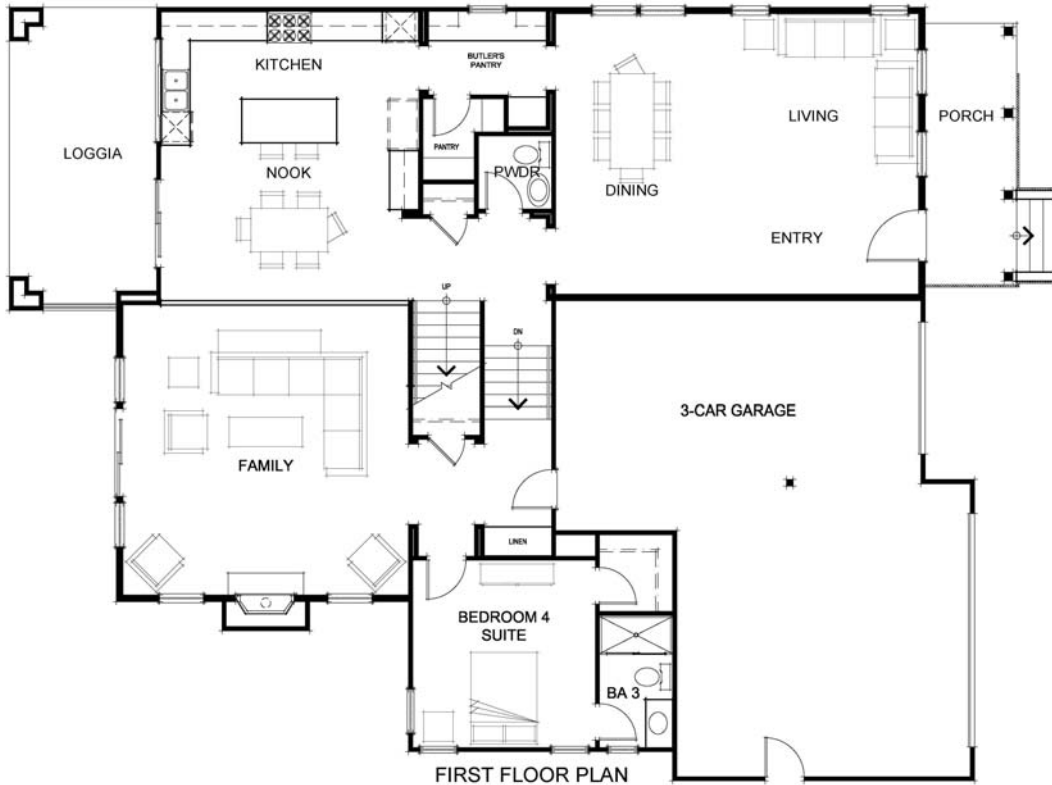 KITCHEN
BUTLER'S
PANTRY
LIVING
PORCH
LOGGIA
PANTRY
NOOK
PWDR
DINING
ENTRY
UP
DN
3-CAR GARAGE
FAMILY
LINEN
BEDROOM 4
SUITE
BA 3
FIRST FLOOR PLAN